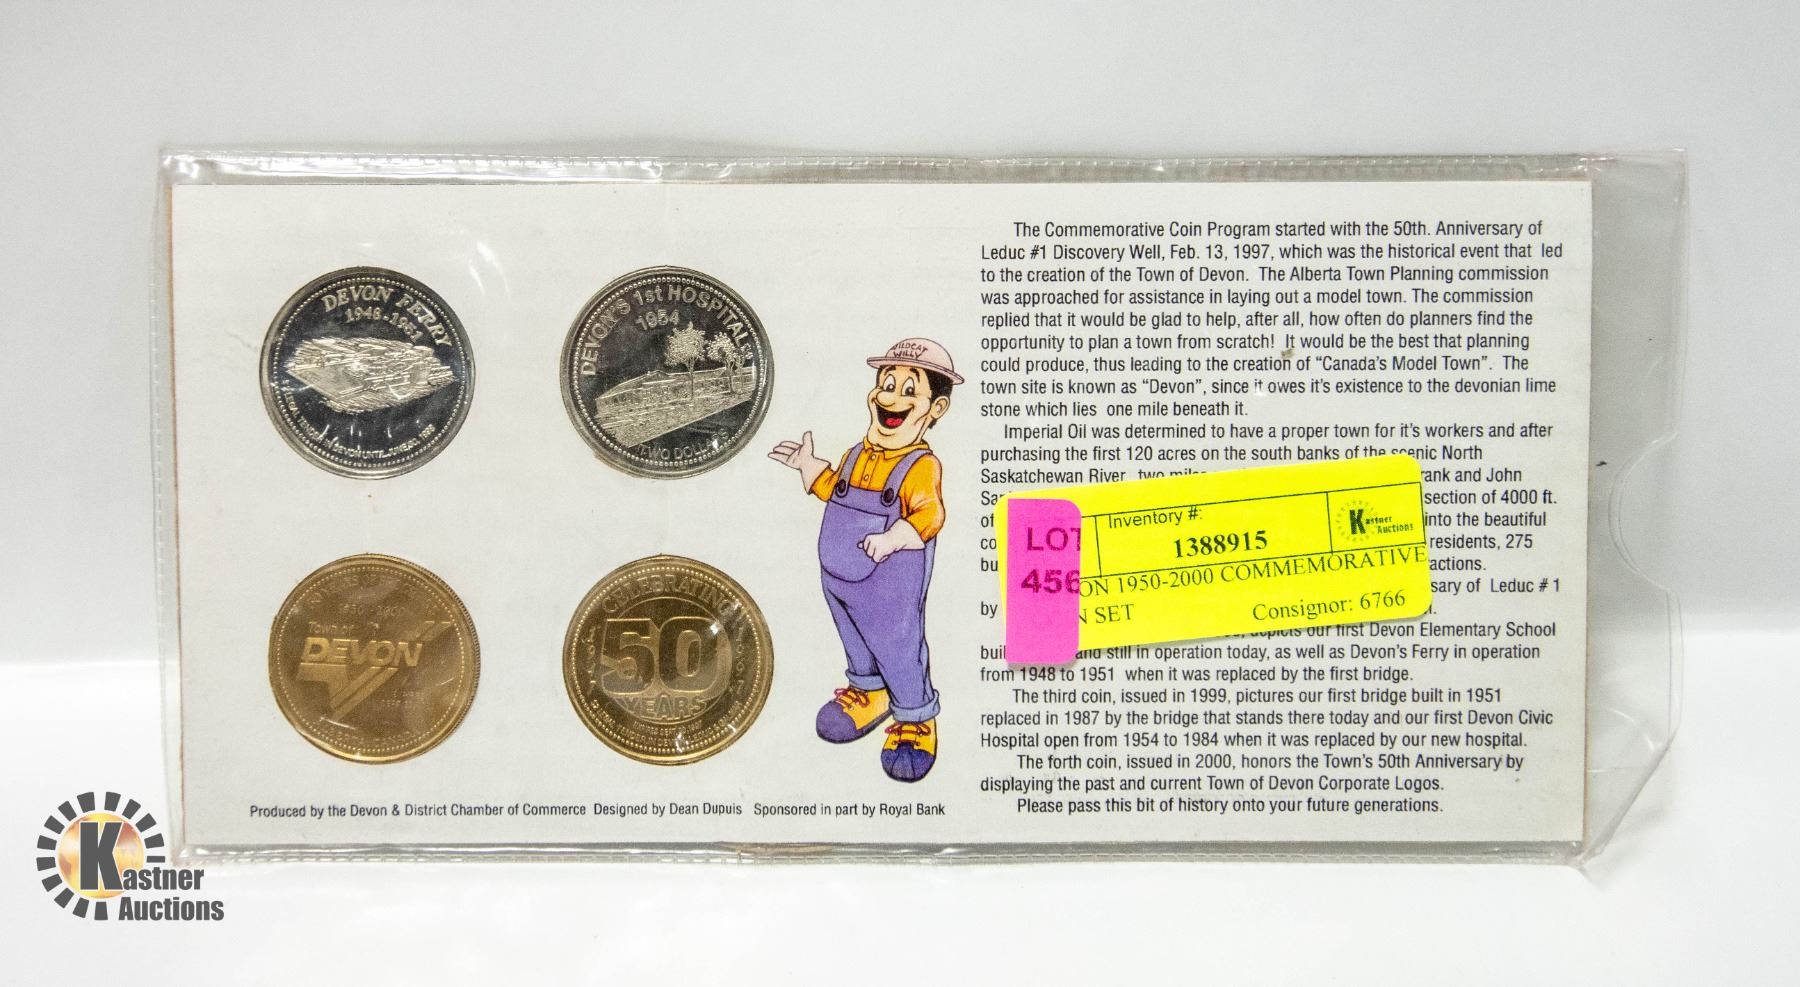 DEVON FERRY
1948-1951
DEVON'S 1st HOSPITAL
1954
TWO DOLLARS
1950-2000
Town of
DEVON
CELEBRATING
50
YEARS
WILDCAT
WILLY
Produced by the Devon & District Chamber of Commerce Designed by Dean Dupuis Sponsored in part by Royal Bank
The Commemorative Coin Program started with the 50th. Anniversary of
Leduc #1 Discovery Well, Feb. 13, 1997, which was the historical event that led
to the creation of the Town of Devon. The Alberta Town Planning commission
was approached for assistance in laying out a model town. The commission
replied that it would be glad to help, after all, how often do planners find the
opportunity to plan a town from scratch! It would be the best that planning
could produce, thus leading to the creation of "Canada's Model Town". The
town site is known as "Devon", since it owes it's existence to the devonian lime
stone which lies one mile beneath it.
Imperial Oil was determined to have a proper town for it's workers and after
purchasing the first 120 acres on the south banks of the scenic North
Saskatchewan River, two rank and John
section of 4000 ft.
of into the beautiful
co residents, 275
bu actions.
sary of Leduc # 1
by
depicts our first Devon Elementary School
and still in operation today, as well as Devon's Ferry in operation
from 1948 to 1951 when it was replaced by the first bridge.
The third coin, issued in 1999, pictures our first bridge built in 1951
replaced in 1987 by the bridge that stands there today and our first Devon Civic
Hospital open from 1954 to 1984 when it was replaced by our new hospital.
The forth coin, issued in 2000, honors the Town's 50th Anniversary by
displaying the past and current Town of Devon Corporate Logos.
Please pass this bit of history onto your future generations.
LOT
456
Inventory #:
1388915
Kastner
Auctions
ON 1950-2000 COMMEMORATIVE
N SET
Consignor: 6766
Kastner
Auctions